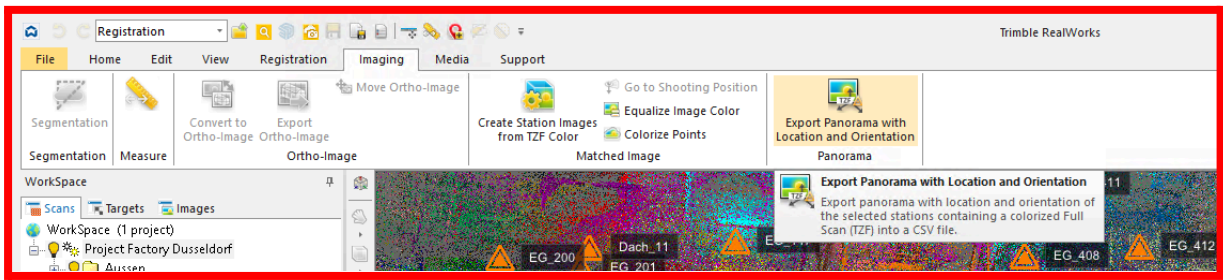 Registration
Trimble RealWorks
File Home Edit View Registration Imaging Media Support
Segmentation
Convert to
Ortho-Image
Export
Ortho-Image
Move Ortho-Image
Create Station Images
from TZF Color
Go to Shooting Position
Equalize Image Color
Colorize Points
TZF
Export Panorama with
Location and Orientation
Segmentation Measure Ortho-Image Matched Image Panorama
WorkSpace
Scans Targets Images
WorkSpace (1 project)
Project Factory Dusseldorf
Aussen
TZF
Export Panorama with Location and Orientation
Export panorama with location and orientation of
the selected stations containing a colorized Full
Scan (TZF) into a CSV file.
EG_200
Dach_11
EG_201
EG_408
EG_412